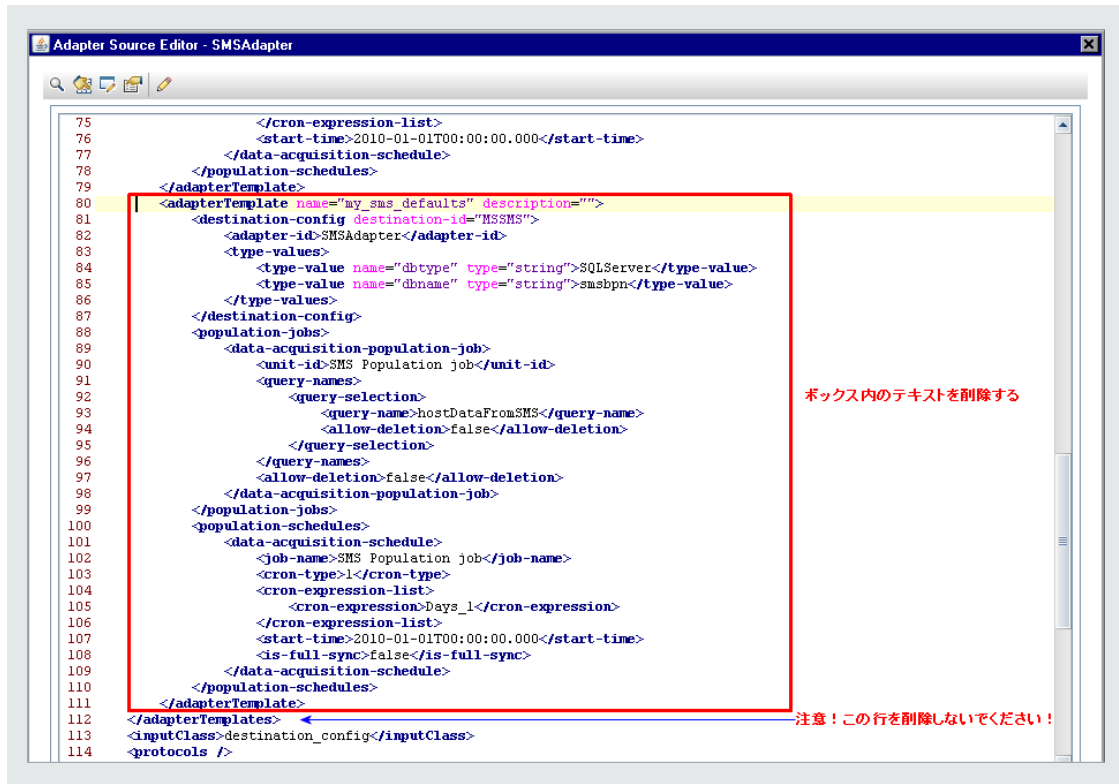 Adapter Source Editor - SMSAdapter
75 </cron-expression-list>
76 <start-time>2010-01-01T00:00:00.000</start-time>
77 </data-acquisition-schedule>
78 </population-schedules>
79 </adapterTemplate>
80 <adapterTemplate name="my_sms_defaults" description="">
81 <destination-config destination-id="MSSMS">
82 <adapter-id>SMSAdapter</adapter-id>
83 <type-values>
84 <type-value name="dbtype" type="string">SQLServer</type-value>
85 <type-value name="dbname" type="string">smsbpn</type-value>
86 </type-values>
87 </destination-config>
88 <population-jobs>
89 <data-acquisition-population-job>
90 <unit-id>SMS Population job</unit-id>
91 <query-names>
92 <query-selection>
ボックス内のテキストを削除する
93 <query-name>hostDataFromSMS</query-name>
94 <allow-deletion>false</allow-deletion>
95 </query-selection>
96 </query-names>
97 <allow-deletion>false</allow-deletion>
98 </data-acquisition-population-job>
99 </population-jobs>
100 <population-schedules>
101 <data-acquisition-schedule>
102 <job-name>SMS Population job</job-name>
103 <cron-type>1</cron-type>
104 <cron-expression-list>
105 <cron-expression>Days_1</cron-expression>
106 </cron-expression-list>
107 <start-time>2010-01-01T00:00:00.000</start-time>
108 <is-full-sync>false</is-full-sync>
109 </data-acquisition-schedule>
110 </population-schedules>
111 </adapterTemplate>
112 </adapterTemplates>
注意！この行を削除しないでください！
113 <inputClass>destination_config</inputClass>
114 <protocols />